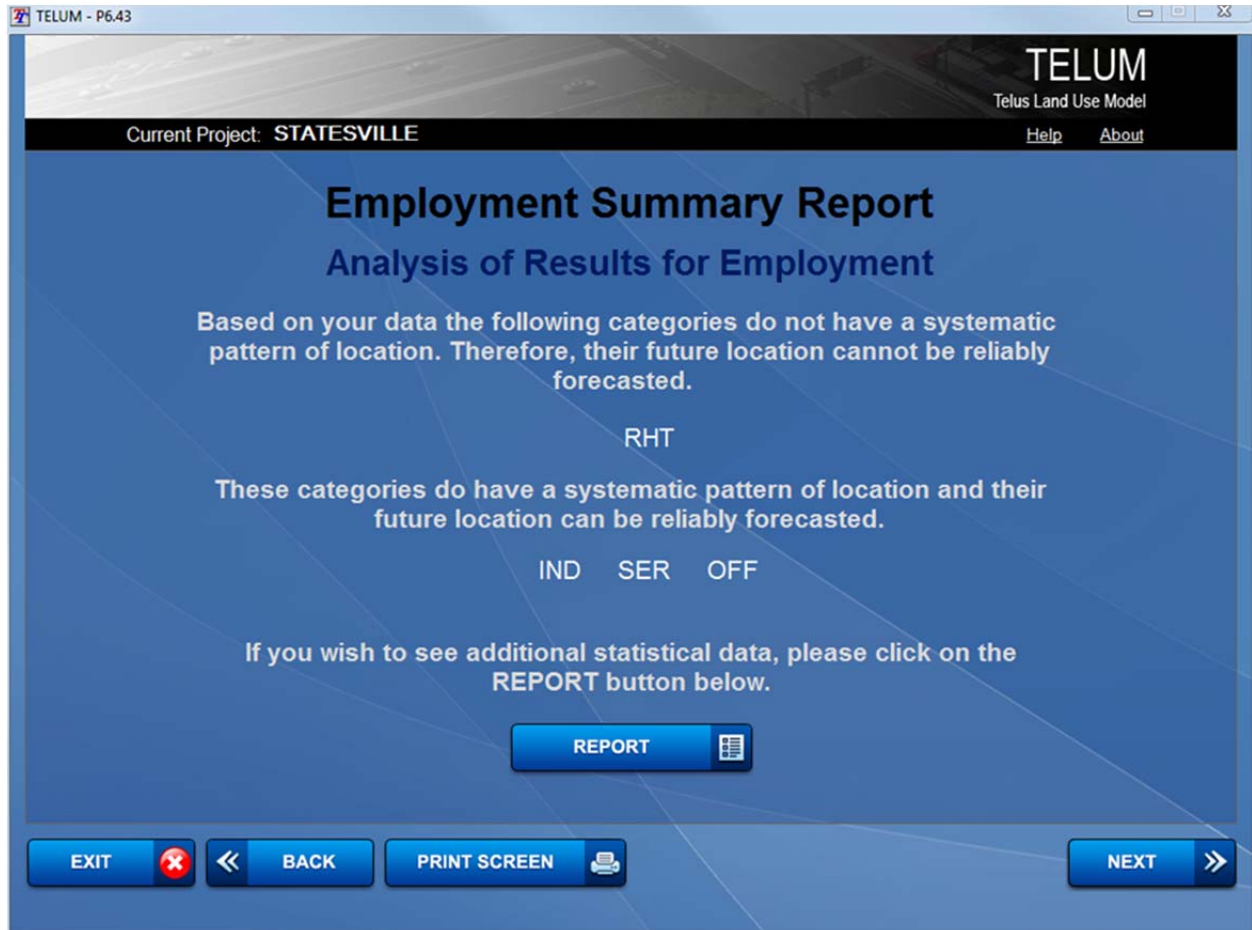 TELUM - P6.43
TELUM
Telus Land Use Model
Current Project: STATESVILLE
Help About
Employment Summary Report
Analysis of Results for Employment
Based on your data the following categories do not have a systematic
pattern of location. Therefore, their future location cannot be reliably
forecasted.
RHT
These categories do have a systematic pattern of location and their
future location can be reliably forecasted.
IND SER OFF
If you wish to see additional statistical data, please click on the
REPORT button below.
REPORT
EXIT BACK PRINT SCREEN NEXT